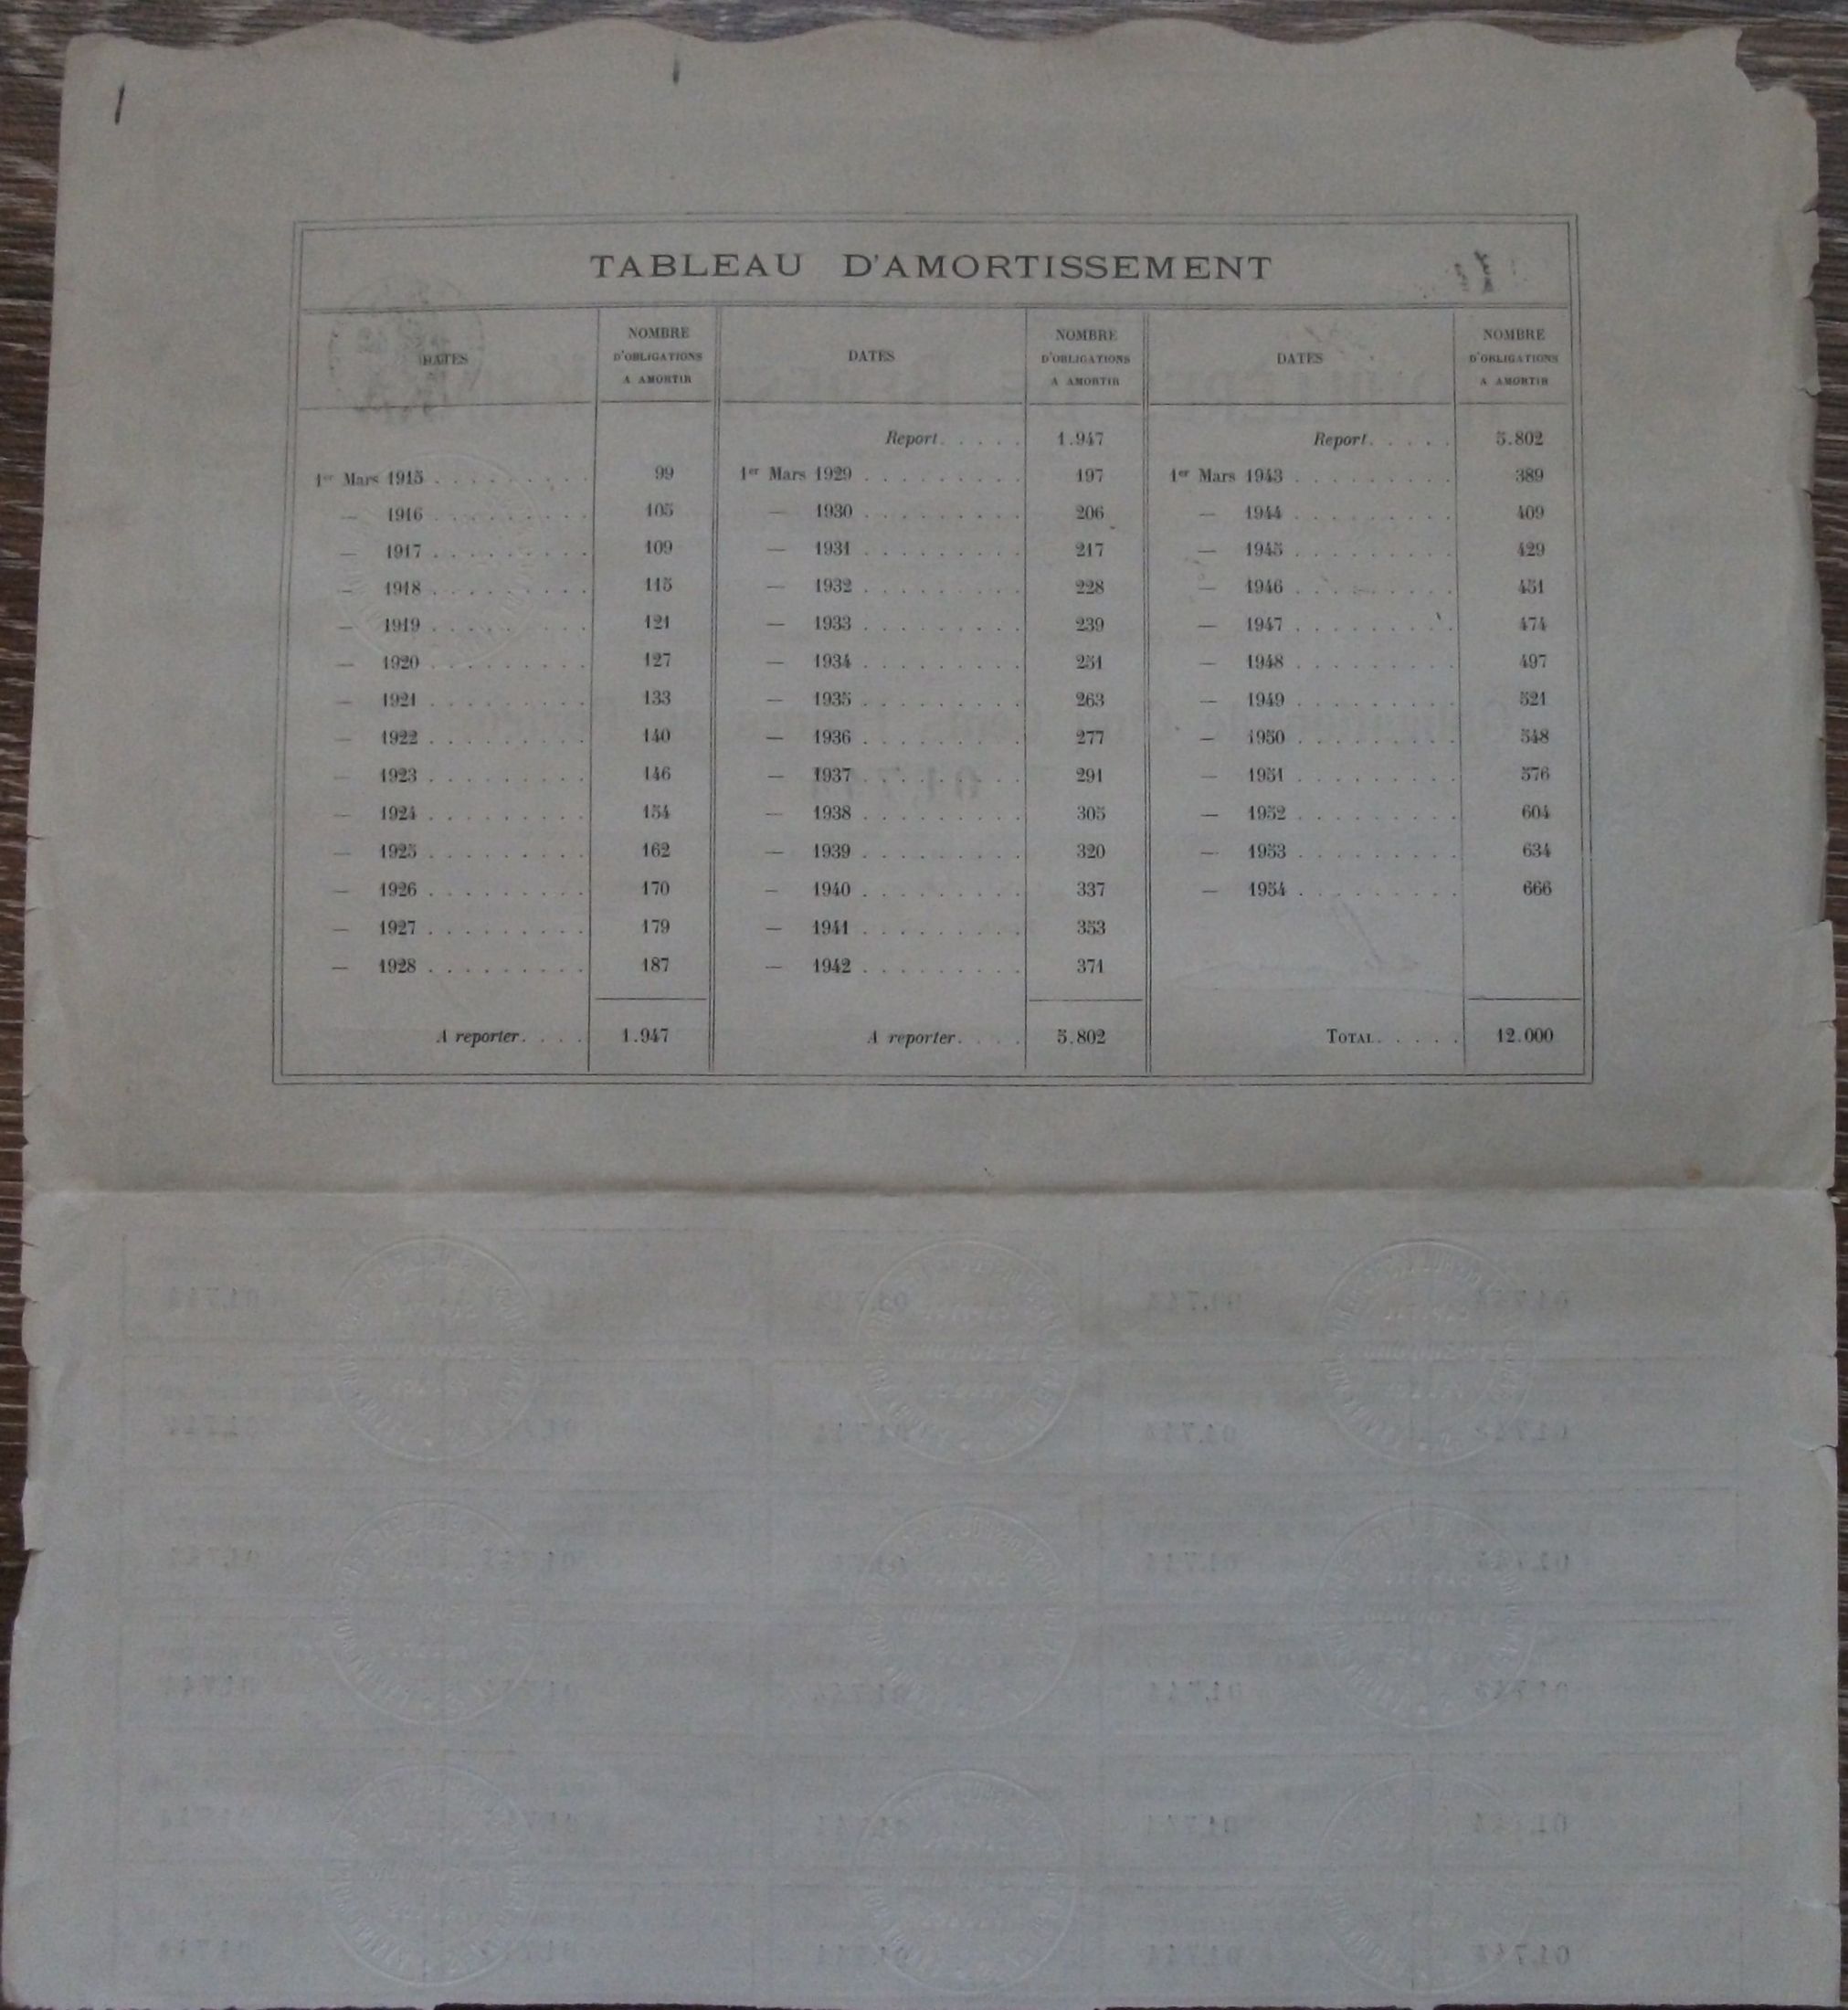 TABLEAU D'AMORTISSEMENT
DATES
NOMBRE
D'OBLIGATIONS
A AMORTIR
1er Mars 1915 . . . . . . . . . 99
— 1916 . . . . . . . . . 105
— 1917 . . . . . . . . . 109
— 1918 . . . . . . . . . 115
— 1919 . . . . . . . . . 121
— 1920 . . . . . . . . . 127
— 1921 . . . . . . . . . 133
— 1922 . . . . . . . . . 140
— 1923 . . . . . . . . . 146
— 1924 . . . . . . . . . 154
— 1925 . . . . . . . . . 162
— 1926 . . . . . . . . . 170
— 1927 . . . . . . . . . 179
— 1928 . . . . . . . . . 187
A reporter. . . . 1.947
DATES
NOMBRE
D'OBLIGATIONS
A AMORTIR
Report. . . . . 1.947
1er Mars 1929 . . . . . . . . . 197
— 1930 . . . . . . . . . 206
— 1931 . . . . . . . . . 217
— 1932 . . . . . . . . . 228
— 1933 . . . . . . . . . 239
— 1934 . . . . . . . . . 251
— 1935 . . . . . . . . . 263
— 1936 . . . . . . . . . 277
— 1937 . . . . . . . . . 291
— 1938 . . . . . . . . . 305
— 1939 . . . . . . . . . 320
— 1940 . . . . . . . . . 337
— 1941 . . . . . . . . . 353
— 1942 . . . . . . . . . 371
A reporter. . . . 5.802
DATES
NOMBRE
D'OBLIGATIONS
A AMORTIR
Report. . . . . 5.802
1er Mars 1943 . . . . . . . . . 389
— 1944 . . . . . . . . . 409
— 1945 . . . . . . . . . 429
— 1946 . . . . . . . . . 451
— 1947 . . . . . . . . . 474
— 1948 . . . . . . . . . 497
— 1949 . . . . . . . . . 521
— 1950 . . . . . . . . . 548
— 1951 . . . . . . . . . 576
— 1952 . . . . . . . . . 604
— 1953 . . . . . . . . . 634
— 1954 . . . . . . . . . 666
TOTAL. . . . . 12.000